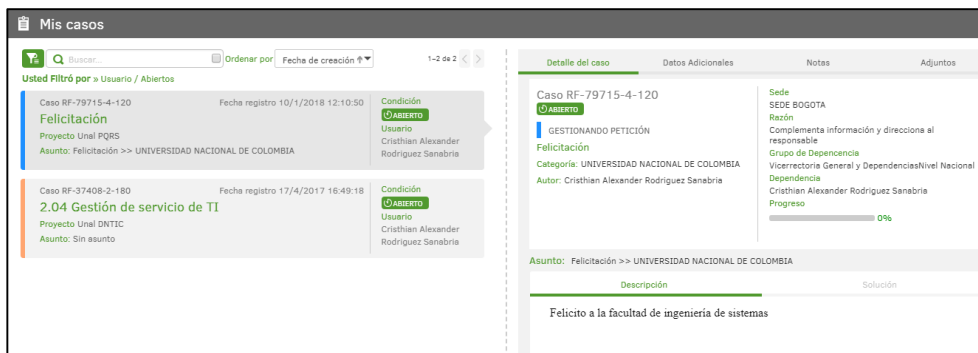 Mis casos
Buscar...
Ordenar por
Fecha de creación
1-2 de 2
Usted Filtró por » Usuario / Abiertos
Caso RF-79715-4-120
Fecha registro 10/1/2018 12:10:50
Felicitación
Proyecto Unal PQRS
Asunto: Felicitación >> UNIVERSIDAD NACIONAL DE COLOMBIA
Condición
ABIERTO
Usuario
Cristhian Alexander
Rodriguez Sanabria
Caso RF-37408-2-180
Fecha registro 17/4/2017 16:49:18
2.04 Gestión de servicio de TI
Proyecto Unal DNTIC
Asunto: Sin asunto
Condición
ABIERTO
Usuario
Cristhian Alexander
Rodriguez Sanabria
Detalle del caso
Datos Adicionales
Notas
Adjuntos
Caso RF-79715-4-120
ABIERTO
GESTIONANDO PETICIÓN
Felicitación
Categoría: UNIVERSIDAD NACIONAL DE COLOMBIA
Autor: Cristhian Alexander Rodriguez Sanabria
Sede
SEDE BOGOTA
Razón
Complementa información y direcciona al
responsable
Grupo de Depencencia
Vicerrectoria General y DependenciasNivel Nacional
Dependencia
Cristhian Alexander Rodriguez Sanabria
Progreso
0%
Asunto: Felicitación >> UNIVERSIDAD NACIONAL DE COLOMBIA
Descripción
Solución
Felicito a la facultad de ingeniería de sistemas